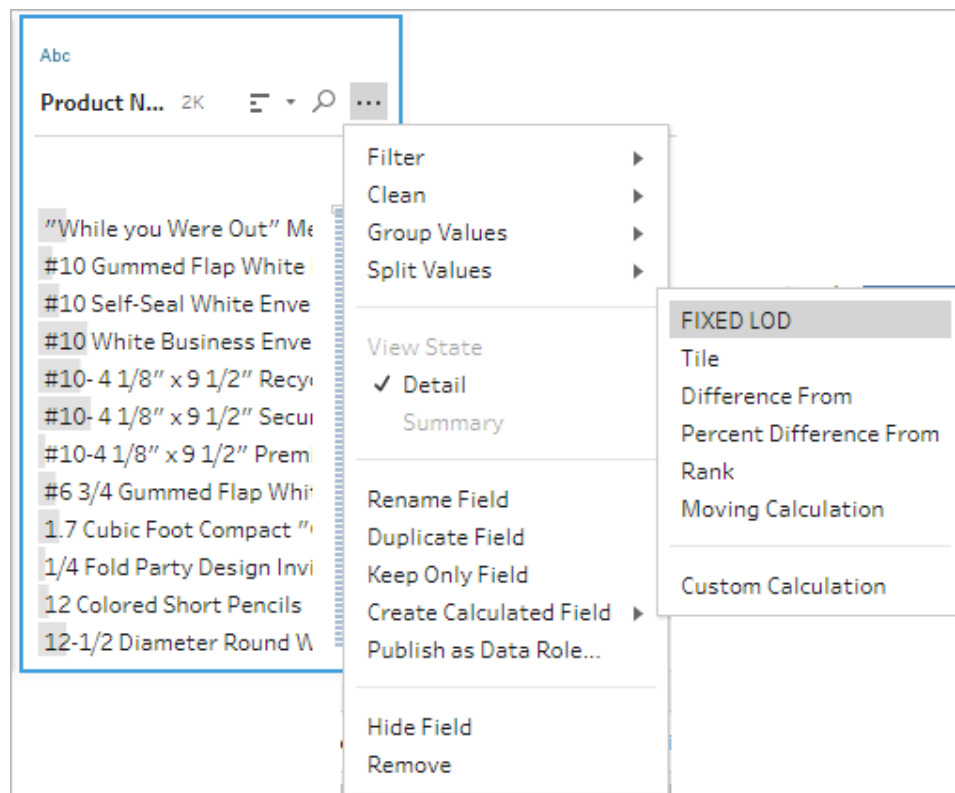 Abc
Product N... 2K
"While you Were Out" Me
#10 Gummed Flap White
#10 Self-Seal White Enve
#10 White Business Enve
#10- 4 1/8" x 9 1/2" Recy
#10- 4 1/8" x 9 1/2" Secur
#10-4 1/8" x 9 1/2" Premi
#6 3/4 Gummed Flap Whit
1.7 Cubic Foot Compact "
1/4 Fold Party Design Invi
12 Colored Short Pencils
12-1/2 Diameter Round W
Filter
Clean
Group Values
Split Values
View State
✓ Detail
Summary
Rename Field
Duplicate Field
Keep Only Field
Create Calculated Field
Publish as Data Role...
Hide Field
Remove
FIXED LOD
Tile
Difference From
Percent Difference From
Rank
Moving Calculation
Custom Calculation